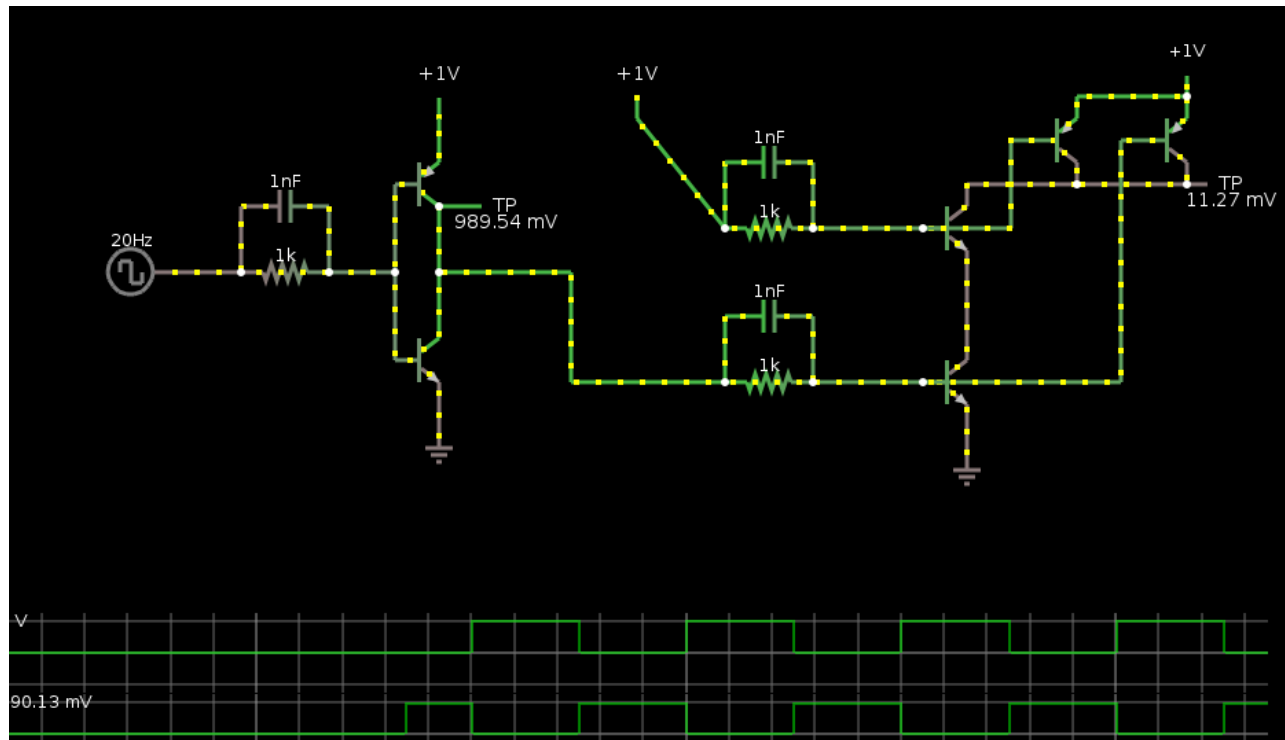 +1V
+1V
+1V
1nF
1nF
20Hz
1k
TP
989.54 mV
1k
TP
11.27 mV
1nF
1k
V
90.13 mV